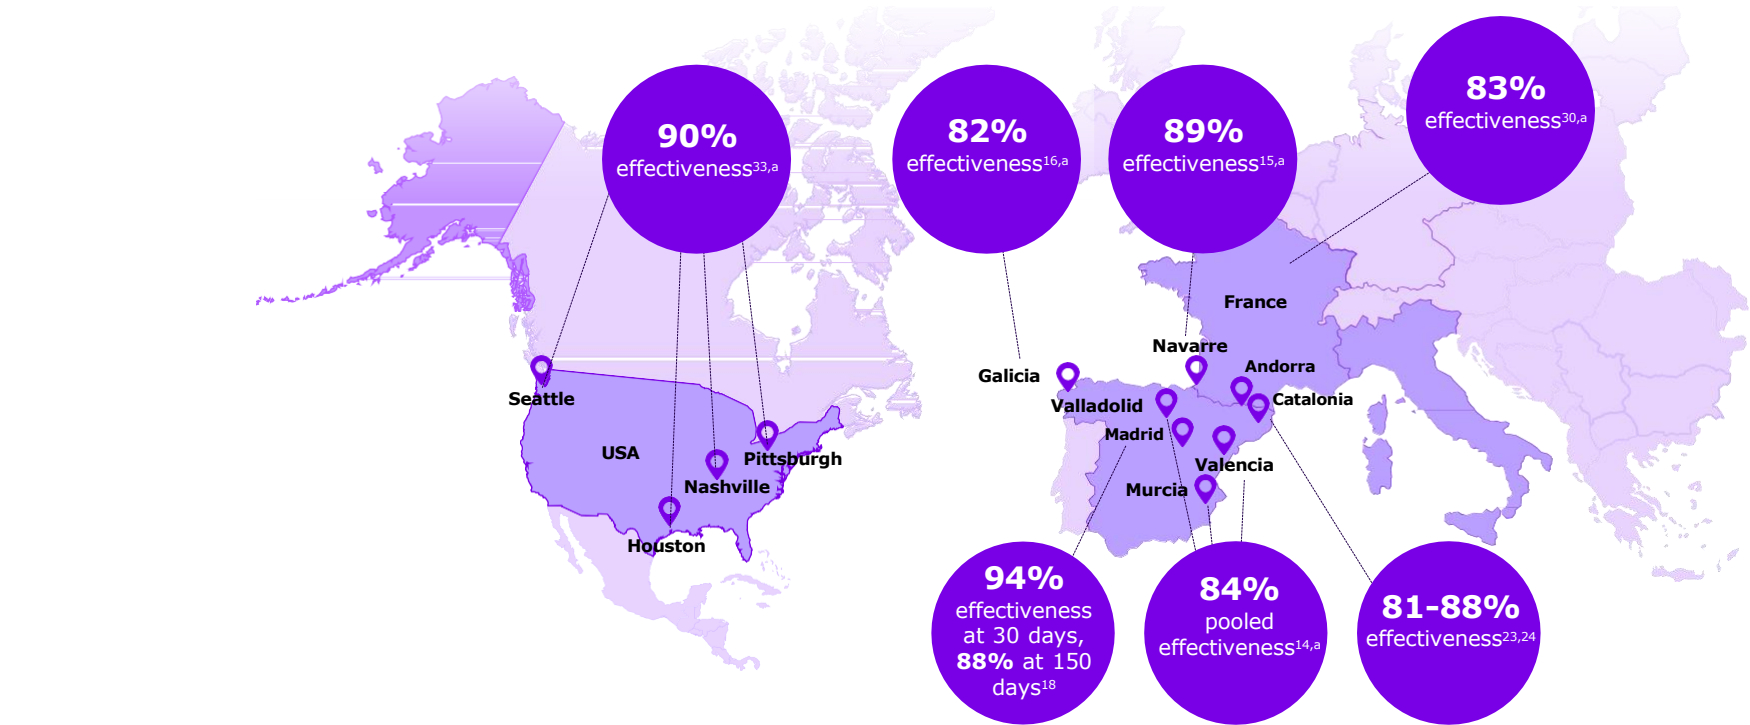 83%
effectiveness30,a
90%
effectiveness33,a
82%
effectiveness16,a
89%
effectiveness15,a
France
Navarre
Andorra
Galicia
Seattle
Valladolid
Catalonia
Madrid
USA
Pittsburgh
Valencia
Nashville
Murcia
Houston
94%
effectiveness
at 30 days,
88% at 150
days18
84%
pooled
effectiveness14,a
81-88%
effectiveness23,24